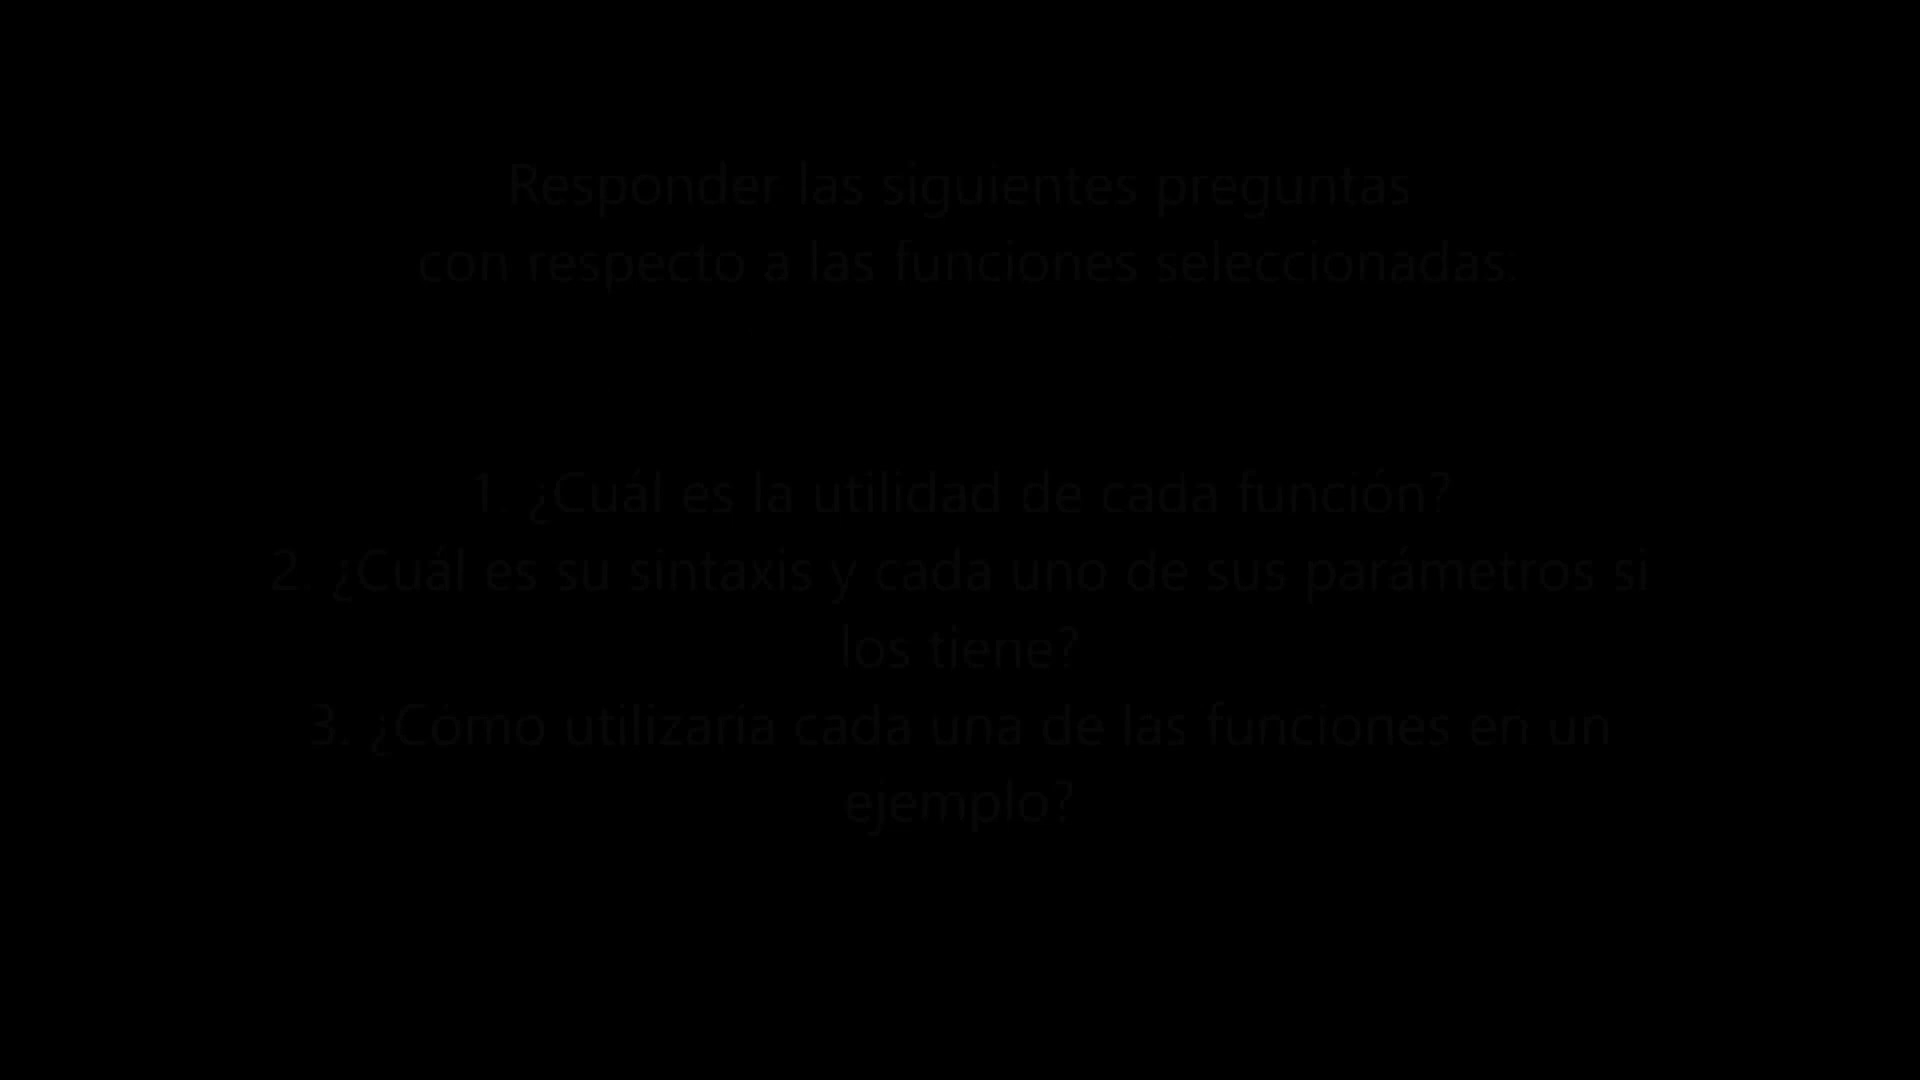 Responder las siguientes preguntas
con respecto a las funciones seleccionadas:
1. ¿Cuál es la utilidad de cada función?
2. ¿Cuál es su sintaxis y cada uno de sus parámetros si
los tiene?
3. ¿Cómo utilizaría cada una de las funciones en un
ejemplo?